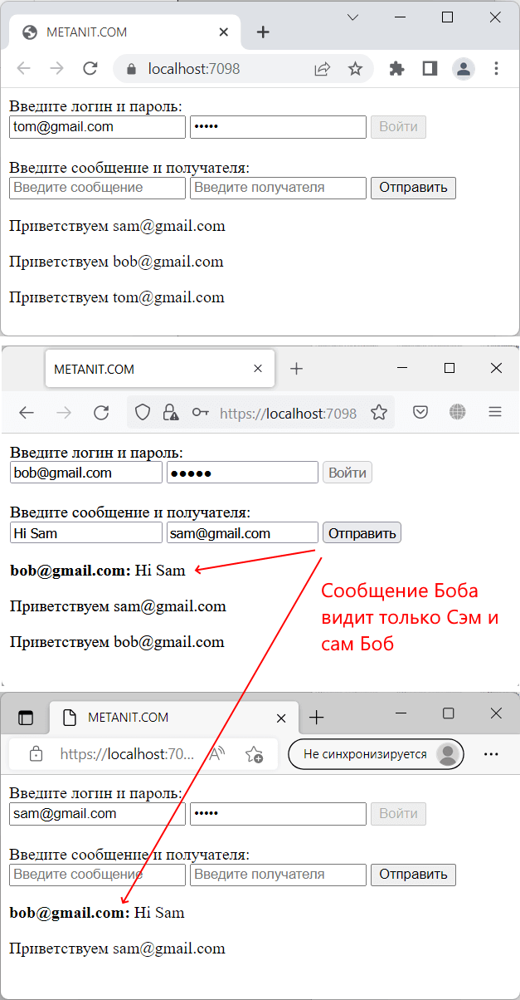 METANIT.COM
localhost:7098
Введите логин и пароль:
tom@gmail.com ••••• Войти
Введите сообщение и получателя:
Введите сообщение Введите получателя Отправить
Приветствуем sam@gmail.com
Приветствуем bob@gmail.com
Приветствуем tom@gmail.com
METANIT.COM
https://localhost:7098
Введите логин и пароль:
bob@gmail.com ●●●●● Войти
Введите сообщение и получателя:
Hi Sam sam@gmail.com Отправить
bob@gmail.com: Hi Sam
Приветствуем sam@gmail.com
Приветствуем bob@gmail.com
Сообщение Боба
видит только Сэм и
сам Боб
METANIT.COM
https://localhost:70... A Не синхронизируется
Введите логин и пароль:
sam@gmail.com ••••• Войти
Введите сообщение и получателя:
Введите сообщение Введите получателя Отправить
bob@gmail.com: Hi Sam
Приветствуем sam@gmail.com